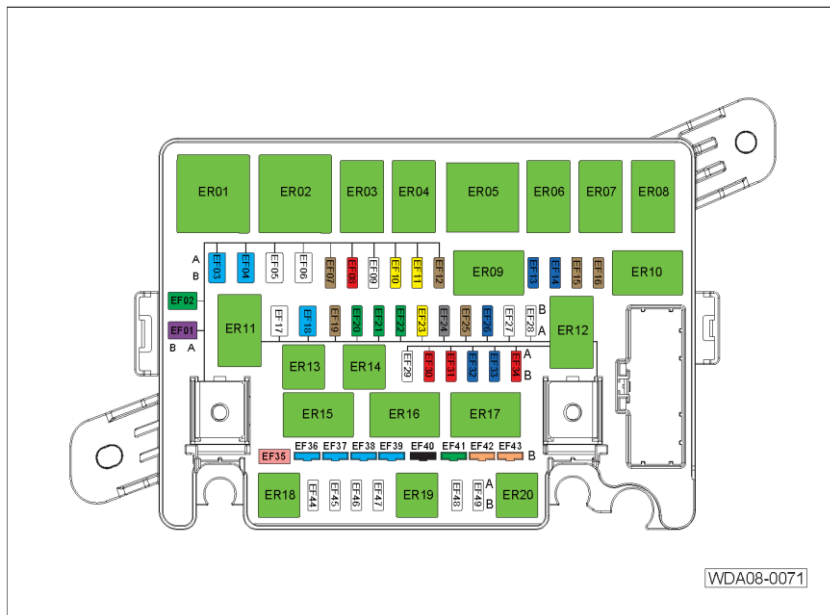 ER01 ER02 ER03 ER04 ER05 ER06 ER07 ER08
A
B
EF03 EF04 EF05 EF06 EF07 EF08 EF09 EF10 EF11 EF12 ER09 EF13 EF14 EF15 EF16 ER10
EF02
EF01
B A
ER11 EF17 EF18 EF19 EF20 EF21 EF22 EF23 EF24 EF25 EF26 EF27 EF28 B
A
ER12
ER13 ER14 EF29 EF30 EF31 EF32 EF33 EF34 A
B
ER15 ER16 ER17
EF35 EF36 EF37 EF38 EF39 EF40 EF41 EF42 EF43 B
ER18 EF44 EF45 EF46 EF47 ER19 EF48 EF49 A
B
ER20
WDA08-0071